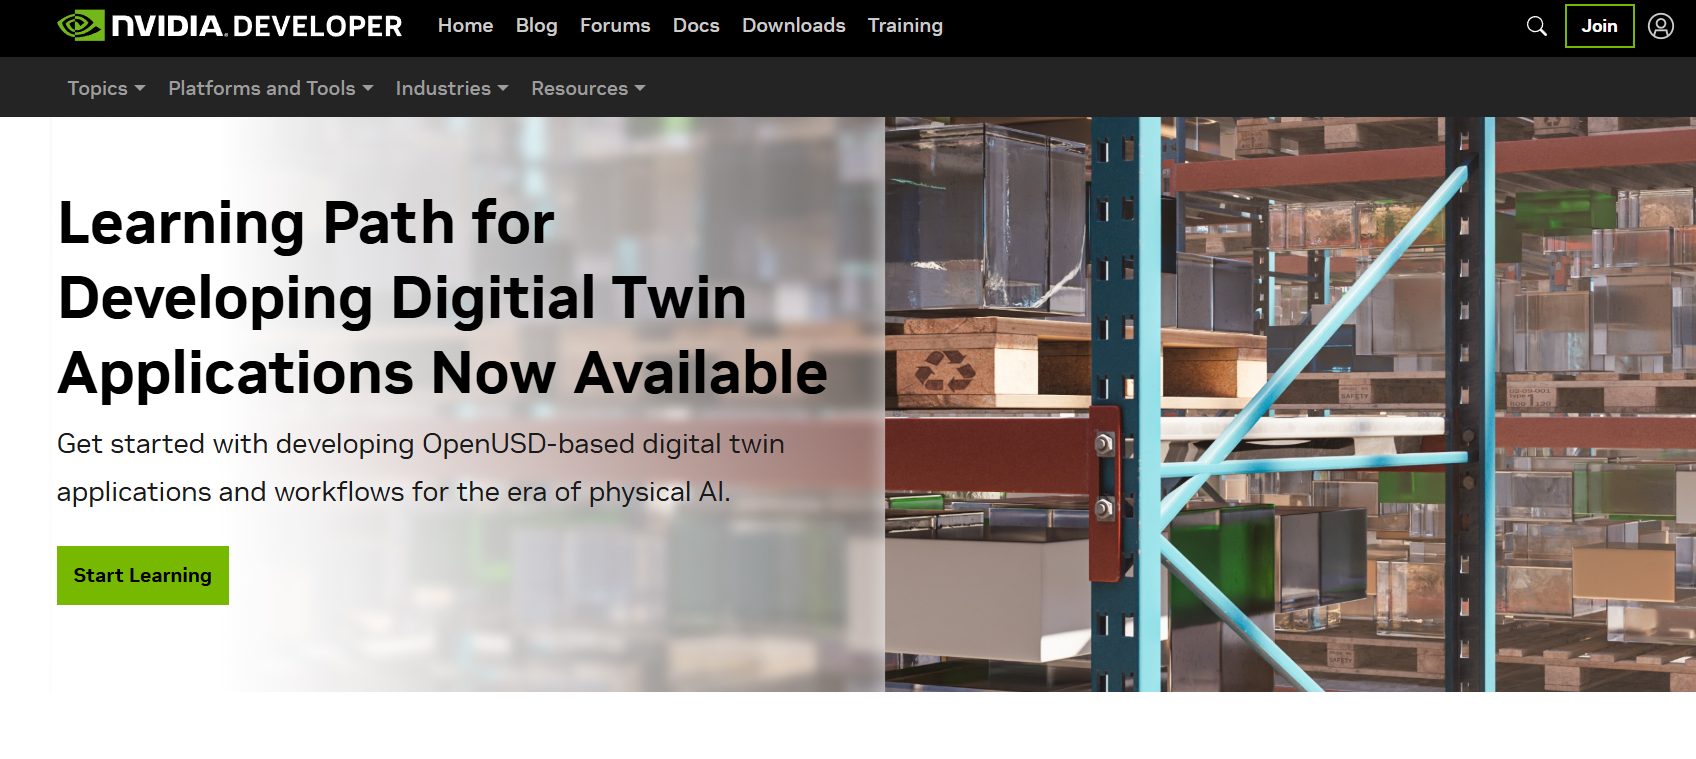 NVIDIA. DEVELOPER
Home Blog Forums Docs Downloads Training
Join
Topics Platforms and Tools Industries Resources
Learning Path for
Developing Digitial Twin
Applications Now Available
Get started with developing OpenUSD-based digital twin
applications and workflows for the era of physical AI.
Start Learning
SAFETY
SAFETY